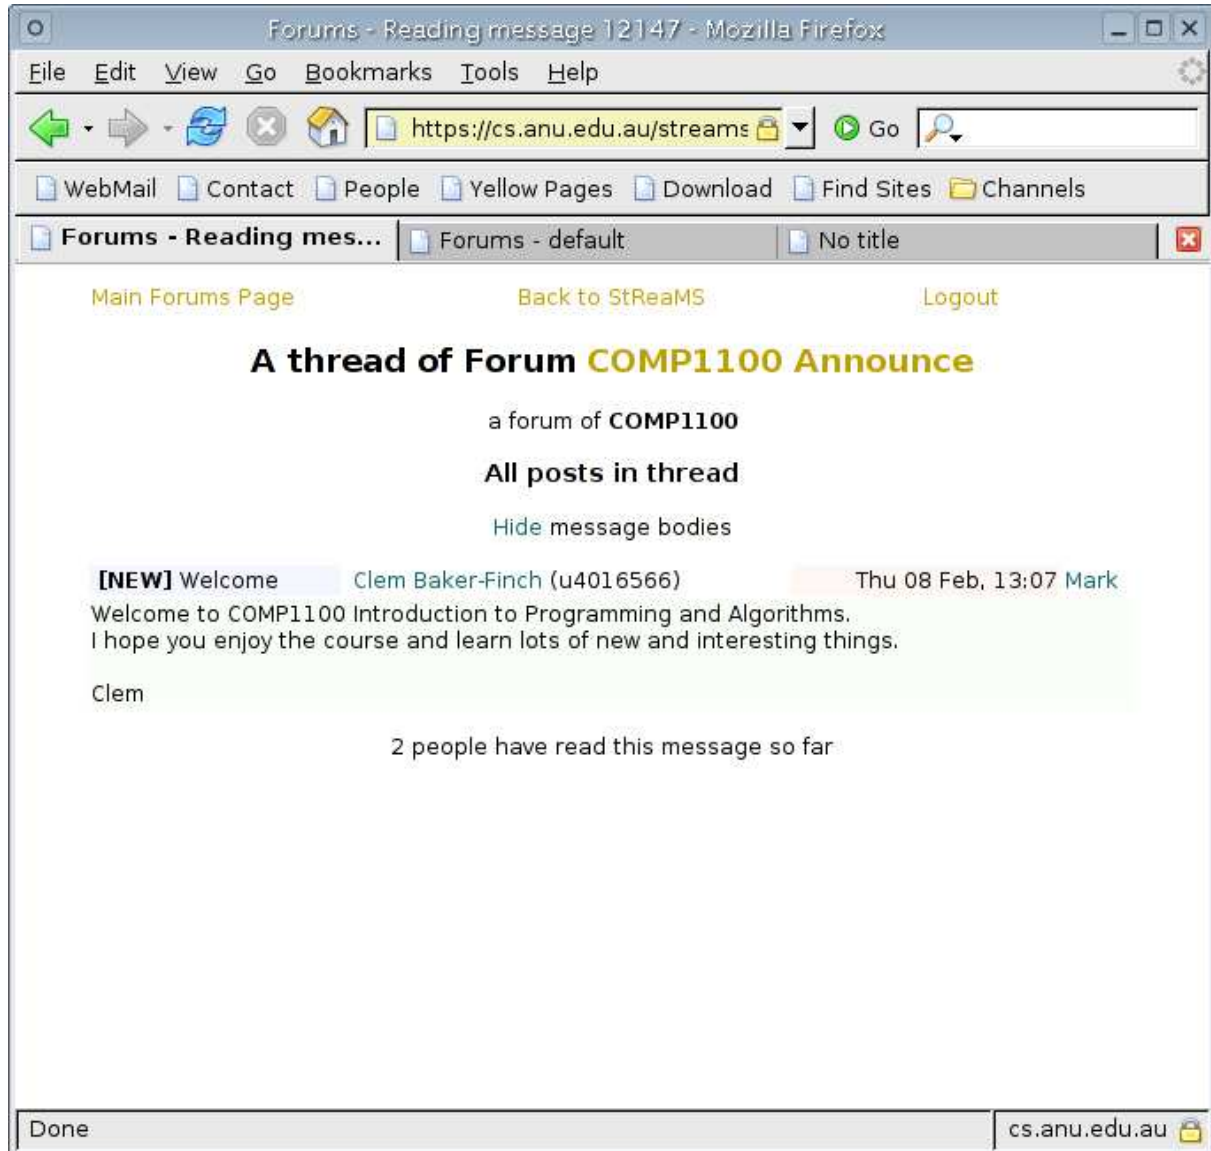 Forums - Reading message 12147 - Mozilla Firefox
File Edit View Go Bookmarks Tools Help
https://cs.anu.edu.au/streams Go
WebMail Contact People Yellow Pages Download Find Sites Channels
Forums - Reading mes... Forums - default No title
Main Forums Page Back to StReaMS Logout
A thread of Forum COMP1100 Announce
a forum of COMP1100
All posts in thread
Hide message bodies
[NEW] Welcome Clem Baker-Finch (u4016566) Thu 08 Feb, 13:07 Mark
Welcome to COMP1100 Introduction to Programming and Algorithms.
I hope you enjoy the course and learn lots of new and interesting things.
Clem
2 people have read this message so far
Done cs.anu.edu.au